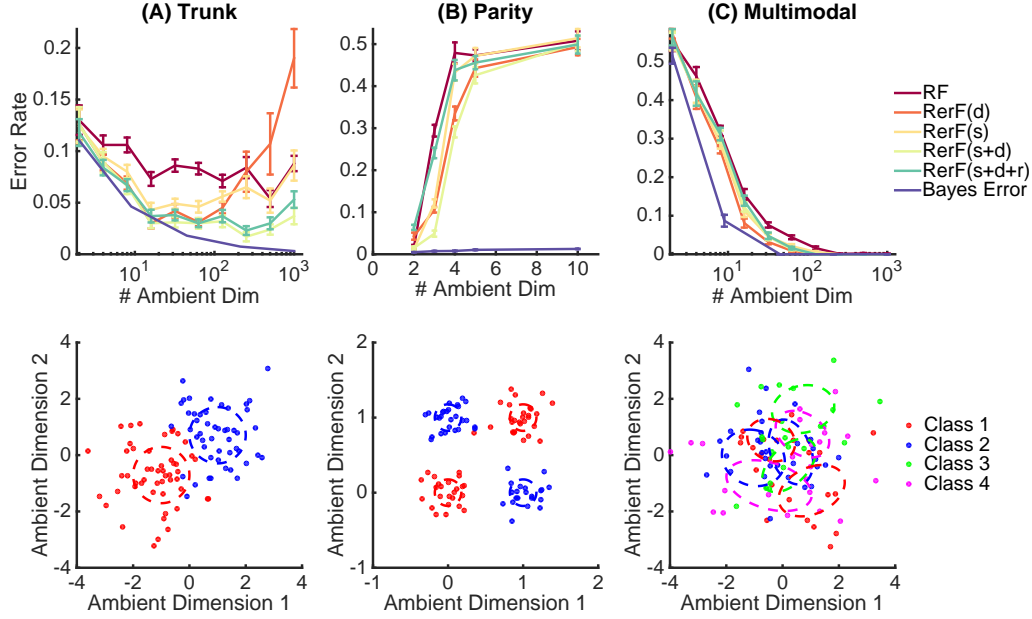 (A) Trunk
(B) Parity
(C) Multimodal
Error Rate
0.2
0.15
0.1
0.05
0
10^1
10^2
10^3
# Ambient Dim
0.5
0.4
0.3
0.2
0.1
0
0
2
4
6
8
10
# Ambient Dim
0.5
0.4
0.3
0.2
0.1
0
10^1
10^2
10^3
# Ambient Dim
RF
RerF(d)
RerF(s)
RerF(s+d)
RerF(s+d+r)
Bayes Error
Ambient Dimension 2
4
2
0
-2
-4
-4
-2
0
2
4
Ambient Dimension 1
Ambient Dimension 2
2
1
0
-1
-1
0
1
2
Ambient Dimension 1
Ambient Dimension 2
4
2
0
-2
-4
-4
-2
0
2
4
Ambient Dimension 1
Class 1
Class 2
Class 3
Class 4